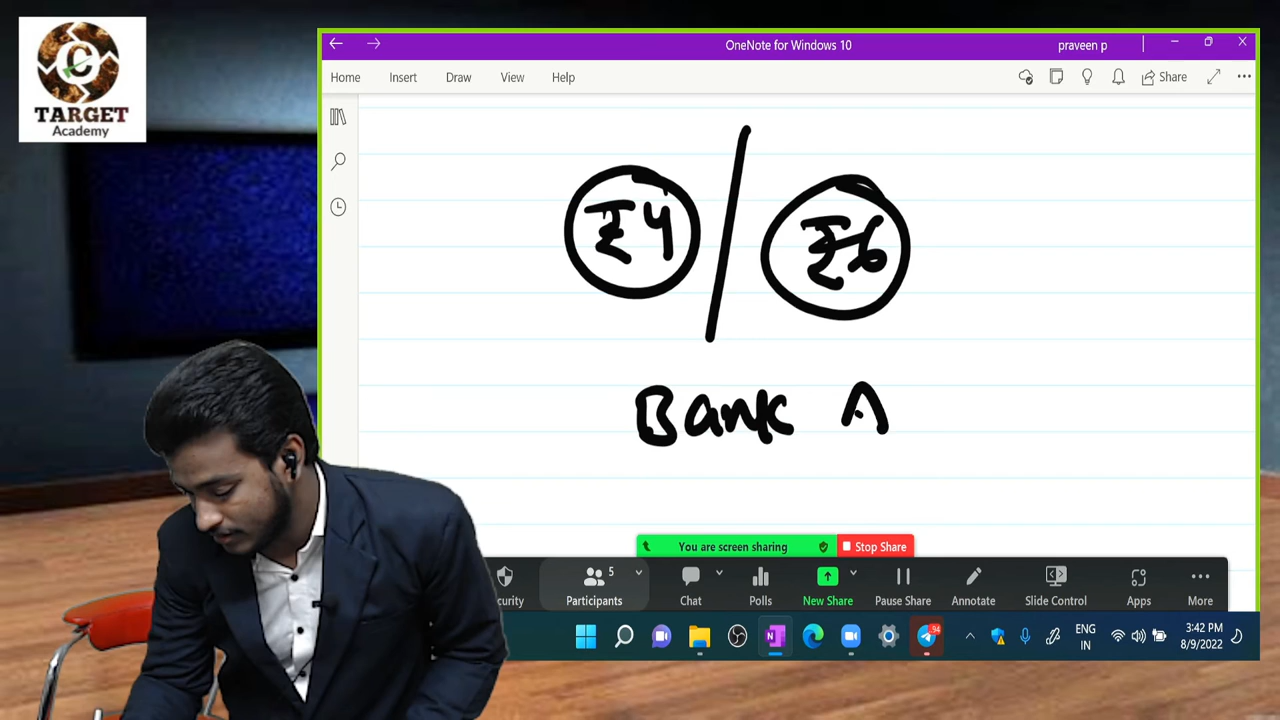 TARGET
Academy
OneNote for Windows 10
praveen p
Home Insert Draw View Help
Share
₹4 / ₹6
Bank A
You are screen sharing
Stop Share
curity
5
Participants
Chat
Polls
New Share
Pause Share
Annotate
Slide Control
Apps
More
94
ENG
IN
3:42 PM
8/9/2022